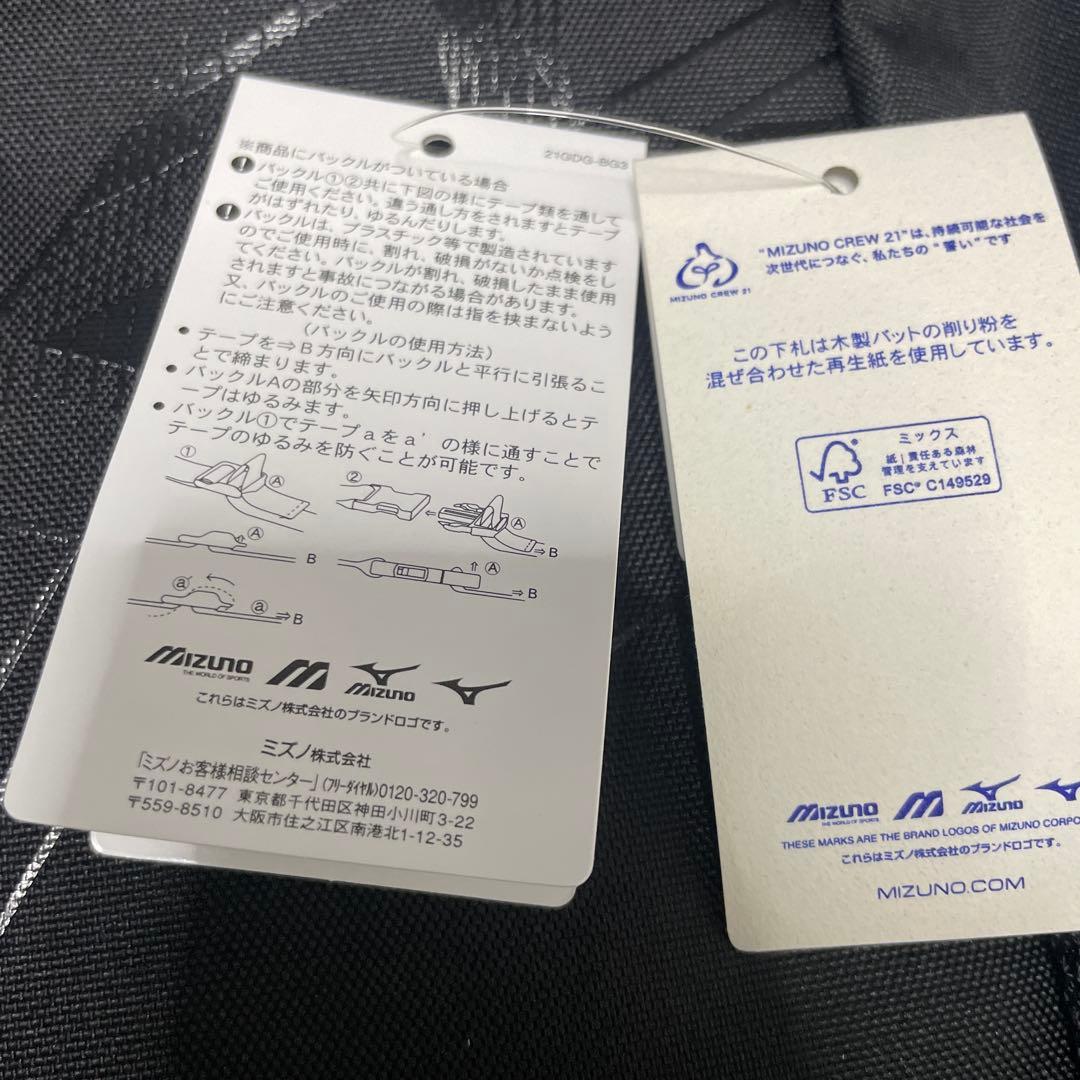 21GIDG-BG3
※商品にバックルがついている場合
バックル①②共に下図の様にテープ類を通して
ご使用ください。違う通し方をされますとテープ
がはずれたり、ゆるんだりします。
バックルは、プラスチック等で製造されています
のでご使用時に、割れ、破損がないか点検をし
てください。バックルが割れ、破損したまま使用
されますと事故につながる場合があります。
又、バックルのご使用の際は指を挟まないよう
にご注意ください。
(バックルの使用方法)
• テープを⇒B方向にバックルと平行に引張るこ
とで締まります。
• バックルAの部分を矢印方向に押し上げるとテ
ープはゆるみます。
• バックル①でテープaをa'の様に通すことで
テープのゆるみを防ぐことが可能です。
① Ⓐ ② Ⓐ ⇒B
Ⓐ B Ⓐ ⇒B
ⓐ ⓐ ⇒B
MIZUNO
THE WORLD OF SPORTS
MIZUNO
これらはミズノ株式会社のブランドロゴです。
ミズノ株式会社
「ミズノお客様相談センター」(フリーダイヤル)0120-320-799
〒101-8477 東京都千代田区神田小川町3-22
〒559-8510 大阪市住之江区南港北1-12-35
MIZUNO CREW 21
"MIZUNO CREW 21"は、持続可能な社会を
次世代につなぐ、私たちの"誓い"です
この下札は木製バットの削り粉を
混ぜ合わせた再生紙を使用しています。
FSC
ミックス
紙|責任ある森林
管理を支えています
FSC® C149529
MIZUNO
THE WORLD OF SPORTS
MIZUNO
THESE MARKS ARE THE BRAND LOGOS OF MIZUNO CORPO
これらはミズノ株式会社のブランドロゴです。
MIZUNO.COM